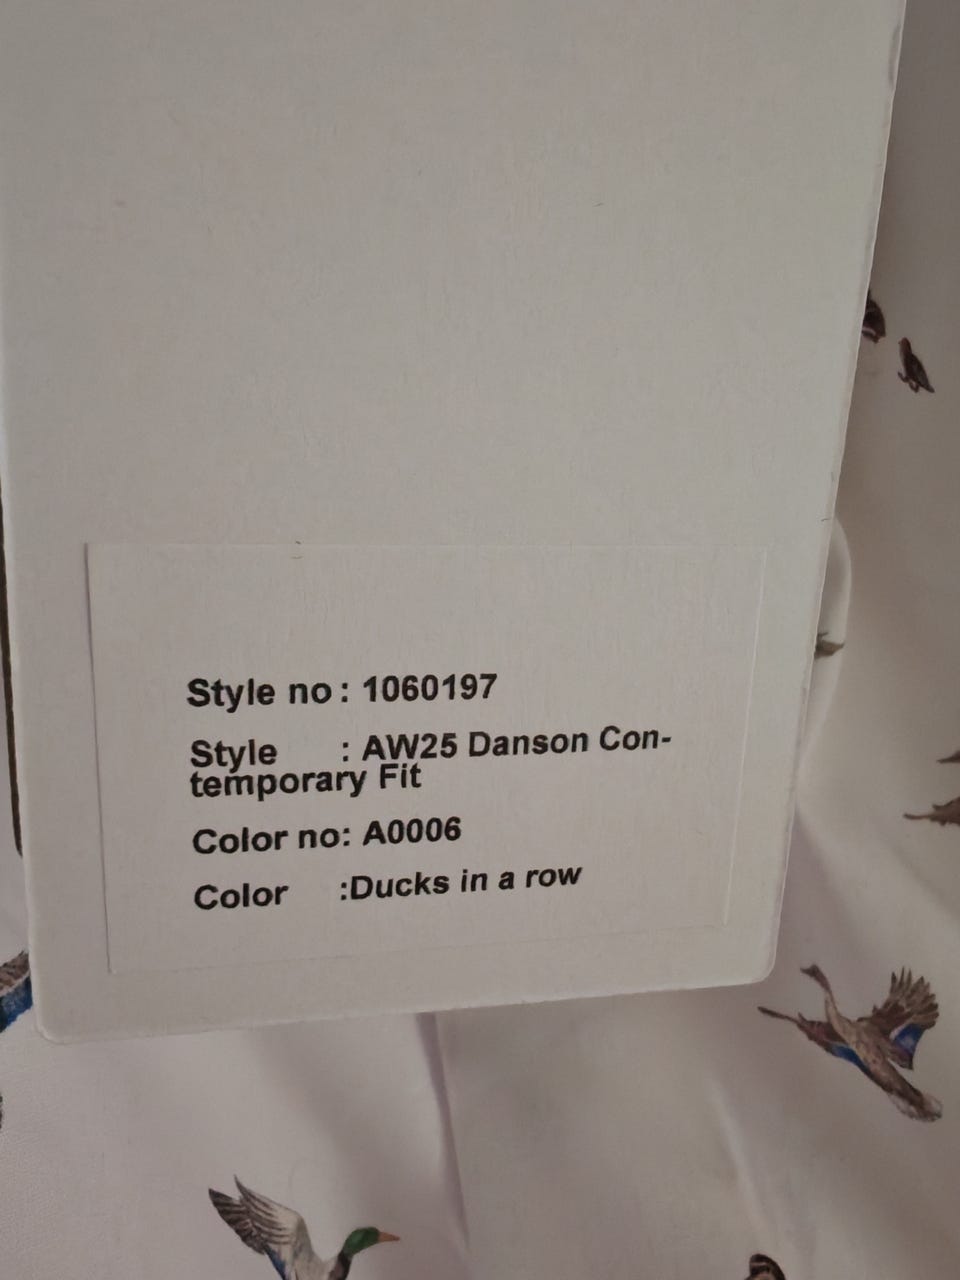 Style no : 1060197
Style : AW25 Danson Con-
temporary Fit
Color no: A0006
Color :Ducks in a row